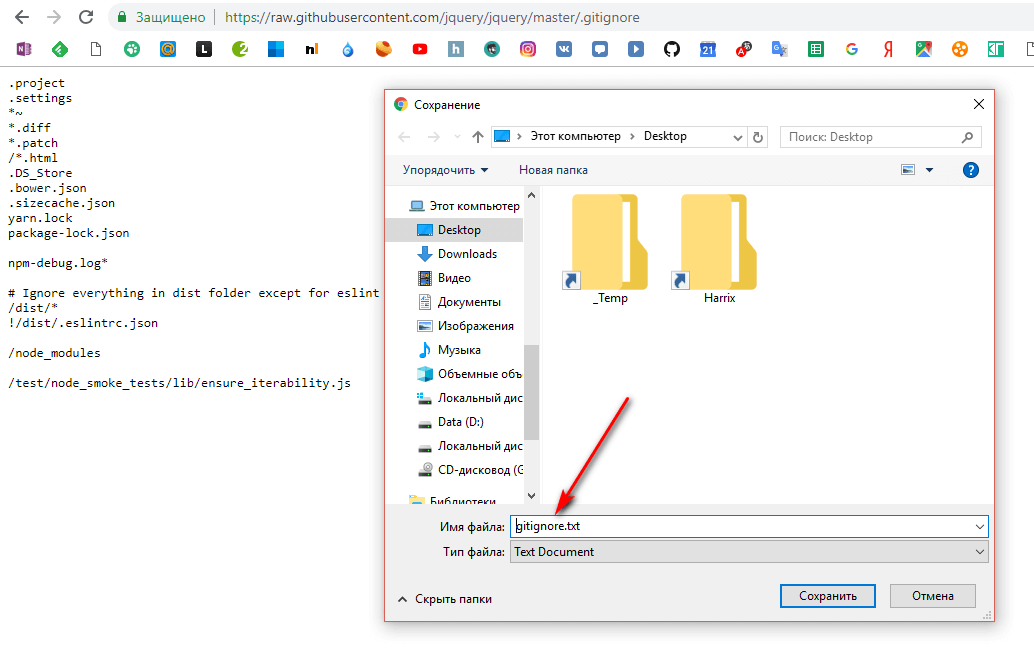 Защищено
https://raw.githubusercontent.com/jquery/jquery/master/.gitignore
.project
.settings
*~
*.diff
*.patch
/*.html
.DS_Store
.bower.json
.sizecache.json
yarn.lock
package-lock.json
npm-debug.log*
# Ignore everything in dist folder except for eslint
/dist/*
!/dist/.eslintrc.json
/node_modules
/test/node_smoke_tests/lib/ensure_iterability.js
Сохранение
Этот компьютер
Desktop
Поиск: Desktop
Упорядочить
Новая папка
Этот компьютер
Desktop
Downloads
Видео
Документы
Изображения
Музыка
Объемные объ
Локальный дис
Data (D:)
Локальный дис
CD-дисковод (G
Библиотеки
_Temp
Harrix
Имя файла:
gitignore.txt
Тип файла:
Text Document
Скрыть папки
Сохранить
Отмена